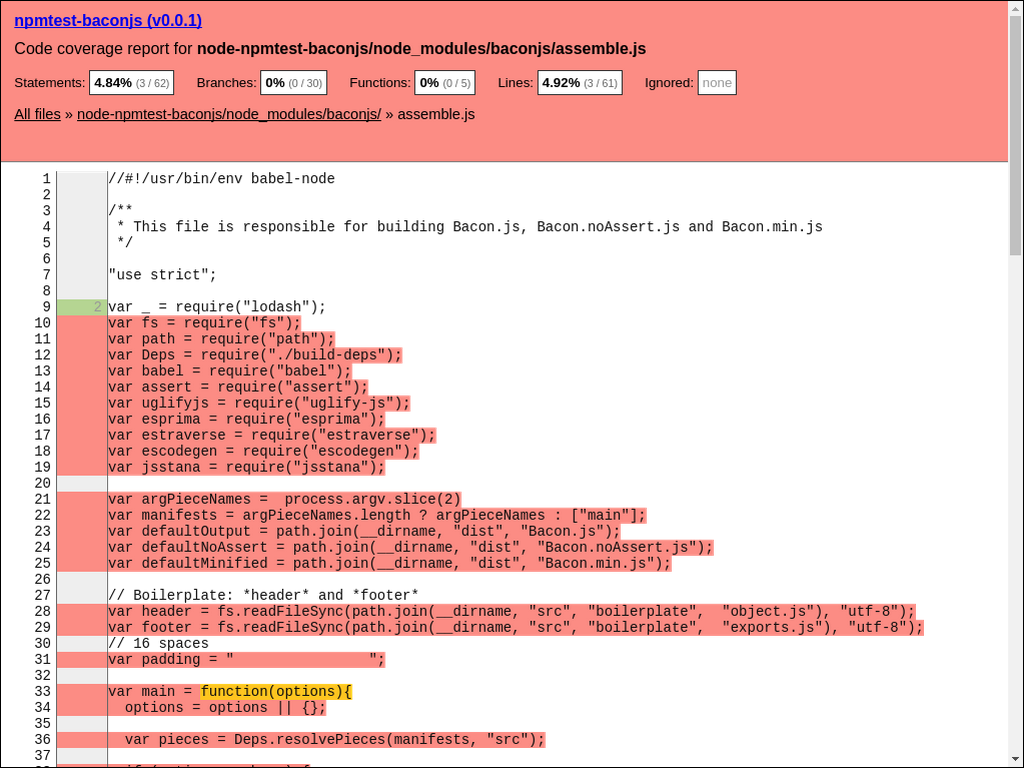 npmtest-baconjs (v0.0.1)
Code coverage report for node-npmtest-baconjs/node_modules/baconjs/assemble.js
Statements: 4.84% (3 / 62) Branches: 0% (0 / 30) Functions: 0% (0 / 5) Lines: 4.92% (3 / 61) Ignored: none
All files » node-npmtest-baconjs/node_modules/baconjs/ » assemble.js
1 //#!/usr/bin/env babel-node
2
3 /**
4  * This file is responsible for building Bacon.js, Bacon.noAssert.js and Bacon.min.js
5  */
6
7 "use strict";
8
9 2 var _ = require("lodash");
10 var fs = require("fs");
11 var path = require("path");
12 var Deps = require("./build-deps");
13 var babel = require("babel");
14 var assert = require("assert");
15 var uglifyjs = require("uglify-js");
16 var esprima = require("esprima");
17 var estraverse = require("estraverse");
18 var escodegen = require("escodegen");
19 var jsstana = require("jsstana");
20
21 var argPieceNames =  process.argv.slice(2)
22 var manifests = argPieceNames.length ? argPieceNames : ["main"];
23 var defaultOutput = path.join(__dirname, "dist", "Bacon.js");
24 var defaultNoAssert = path.join(__dirname, "dist", "Bacon.noAssert.js");
25 var defaultMinified = path.join(__dirname, "dist", "Bacon.min.js");
26
27 // Boilerplate: *header* and *footer*
28 var header = fs.readFileSync(path.join(__dirname, "src", "boilerplate",  "object.js"), "utf-8");
29 var footer = fs.readFileSync(path.join(__dirname, "src", "boilerplate",  "exports.js"), "utf-8");
30 // 16 spaces
31 var padding = "                ";
32
33 var main = function(options){
34   options = options || {};
35
36   var pieces = Deps.resolvePieces(manifests, "src");
37